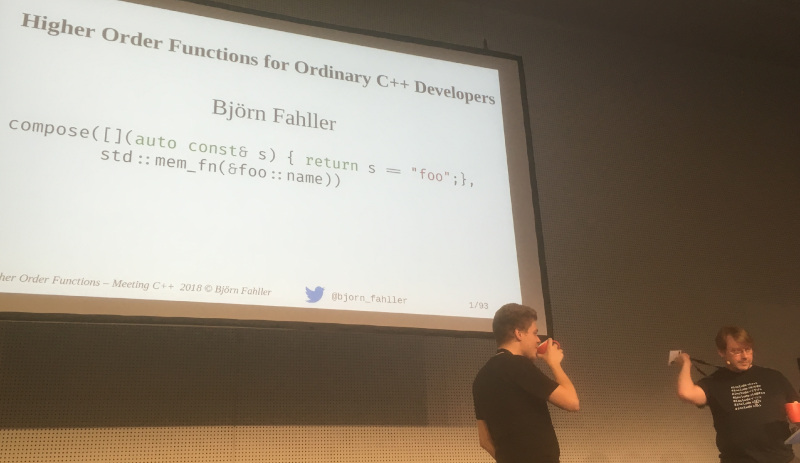 Higher Order Functions for Ordinary C++ Developers
Björn Fahller
compose([](auto const& s) { return s == "foo";},
std::mem_fn(&foo::name))
her Order Functions – Meeting C++ 2018 © Björn Fahller
@bjorn_fahller
1/93